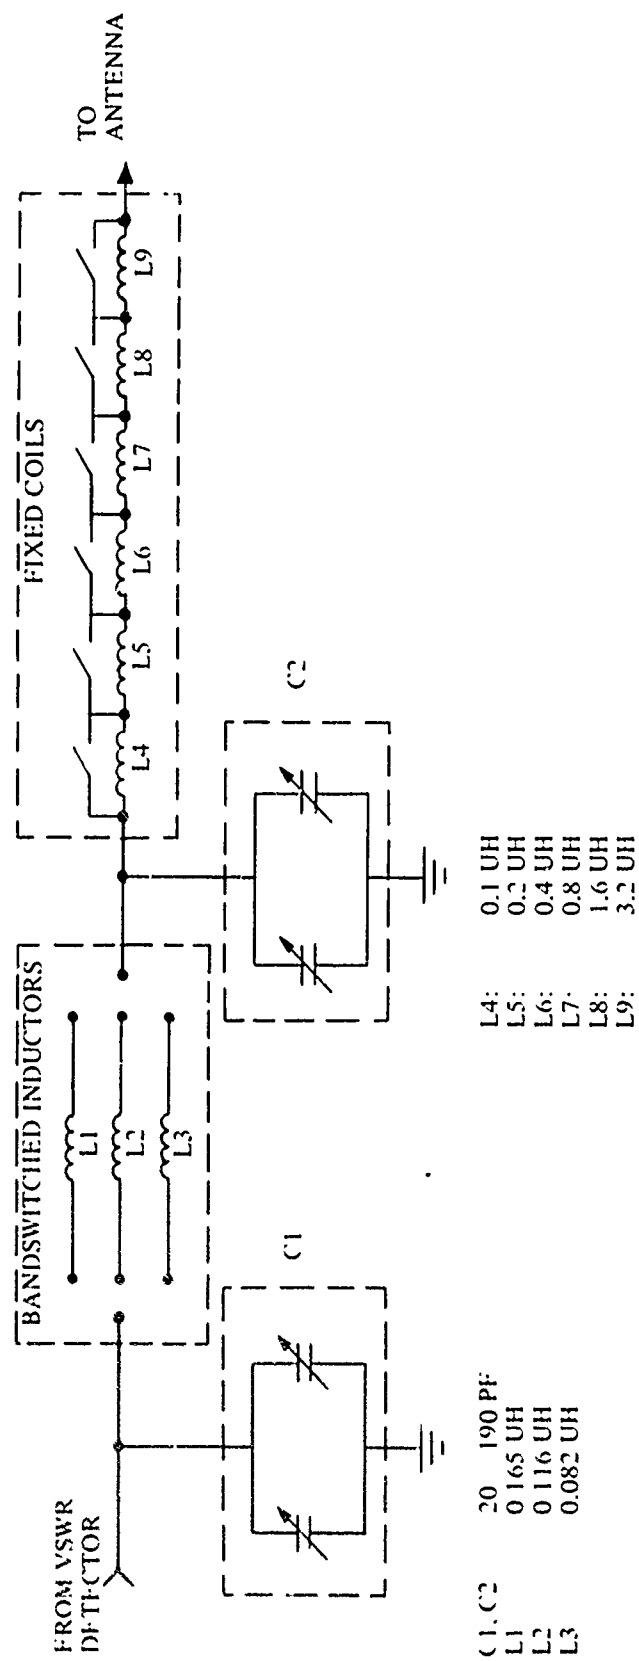 FROM VSWR
DETECTOR
BANDSWITCHED INDUCTORS
L1
L2
L3
FIXED COILS
L4
L5
L6
L7
L8
L9
TO
ANTENNA
C1
C2
C1, C2 20 190 PF
L1 0 165 UH
L2 0 116 UH
L3 0.082 UH
L4: 0.1 UH
L5: 0.2 UH
L6: 0.4 UH
L7: 0.8 UH
L8: 1.6 UH
L9: 3.2 UH